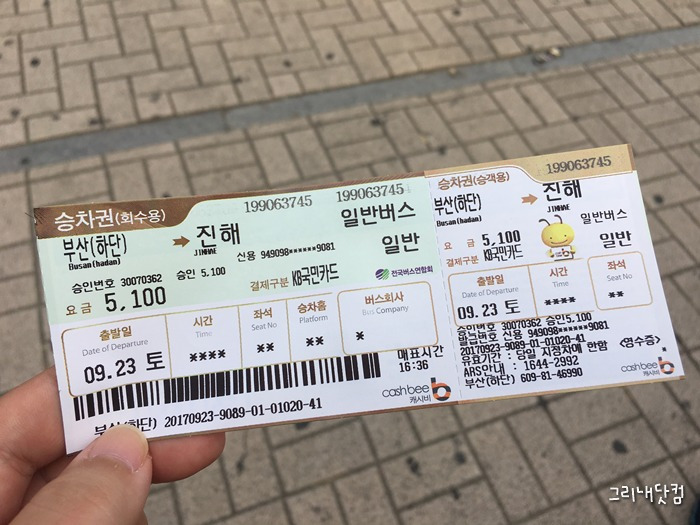 승차권(회수용)
199063745
199063745
부산(하단)
Busan(hadan)
진해
JINHAE
일반버스
신용 949098******9081
일반
승인번호 30070362
승인 5,100
결제구분 KB국민카드
전국버스연합회
요금 5,100
출발일
Date of Departure
시간
Time
좌석
Seat No
승차홈
Platform
버스회사
Bus Company
09.23 토
****
**
**
*
매표시간
16:36
cashbee
캐시비
부산(하단) 20170923-9089-01-01020-41
승차권(승객용)
199063745
부산(하단)
Busan(hadan)
진해
JINHAE
일반버스
요금 5,100
일반
결제구분 KB국민카드
출발일
Date of Departure
시간
Time
좌석
Seat No
09.23 토
****
**
승인번호 30070362 승인5,100
발급번호 신용 949098******9081
20170923-9089-01-01020-41 <영수증>
유효기간 : 당일 지정차에 한함
ARS안내 : 1644-2992
부산(하단) 609-81-46990
cashbee
캐시비
그리내닷컴